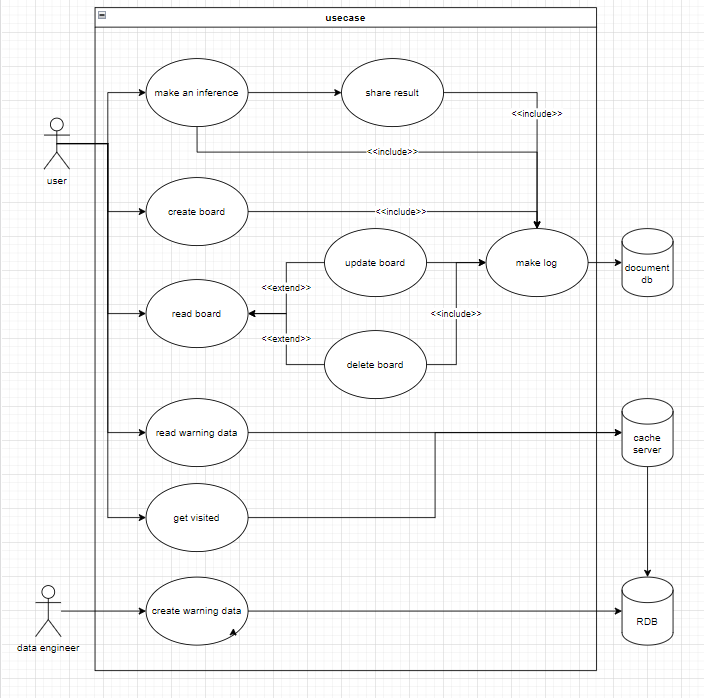 usecase
make an inference
share result
<<include>>
<<include>>
user
create board
<<include>>
update board
make log
document
db
<<extend>>
read board
<<include>>
<<extend>>
delete board
read warning data
cache
server
get visited
create warning data
RDB
data engineer